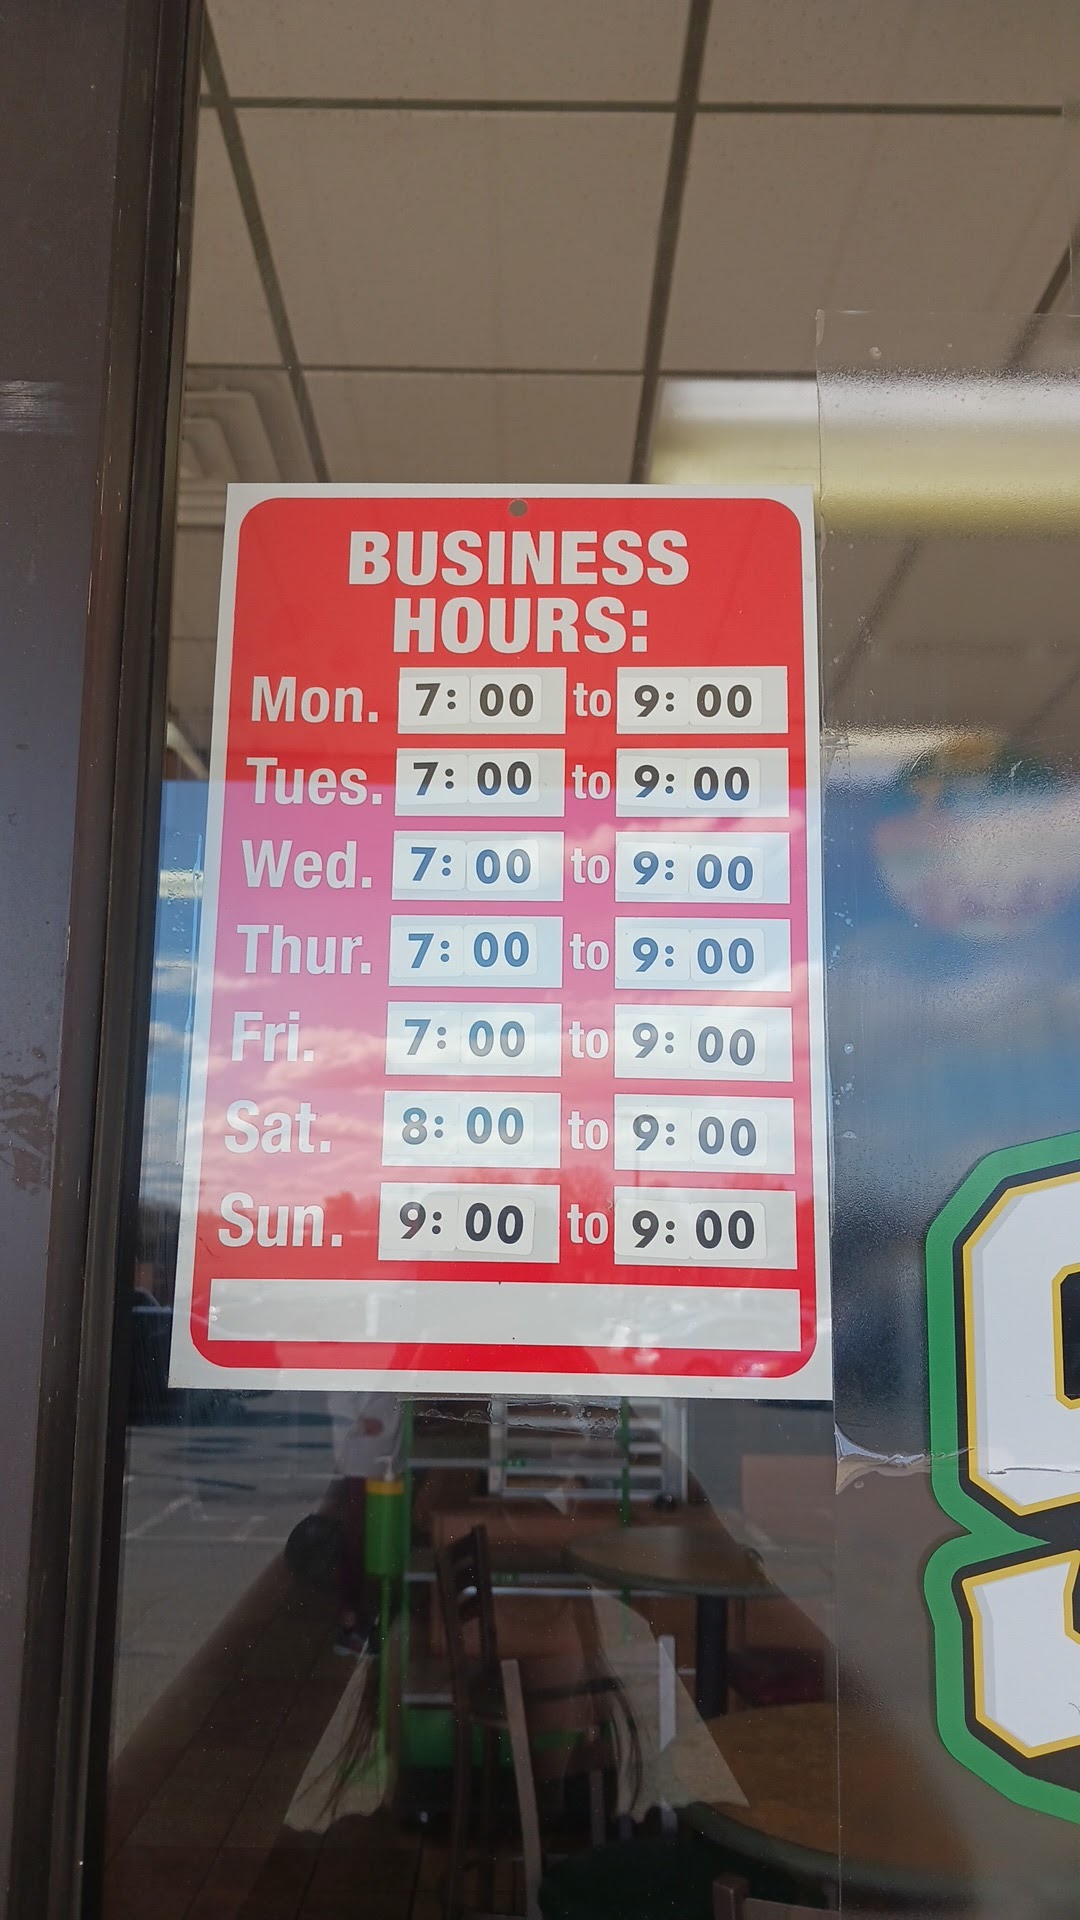 BUSINESS
HOURS:
Mon. 7:00 to 9:00
Tues. 7:00 to 9:00
Wed. 7:00 to 9:00
Thur. 7:00 to 9:00
Fri. 7:00 to 9:00
Sat. 8:00 to 9:00
Sun. 9:00 to 9:00